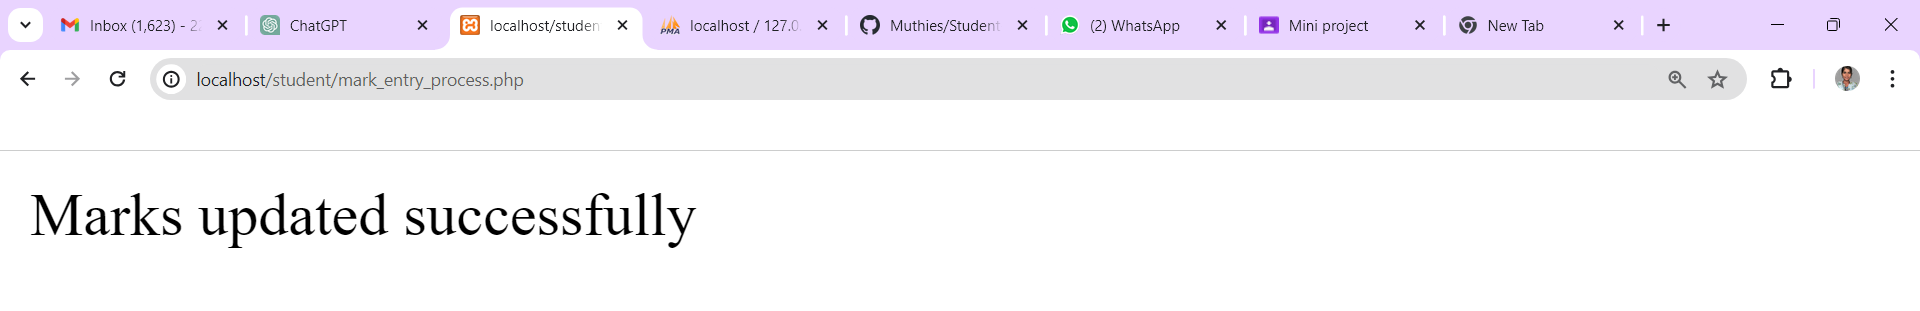 Inbox (1,623) - 2
ChatGPT
localhost/studen
PMA
localhost / 127.0.
Muthies/Student
(2) WhatsApp
Mini project
New Tab
localhost/student/mark_entry_process.php
Marks updated successfully